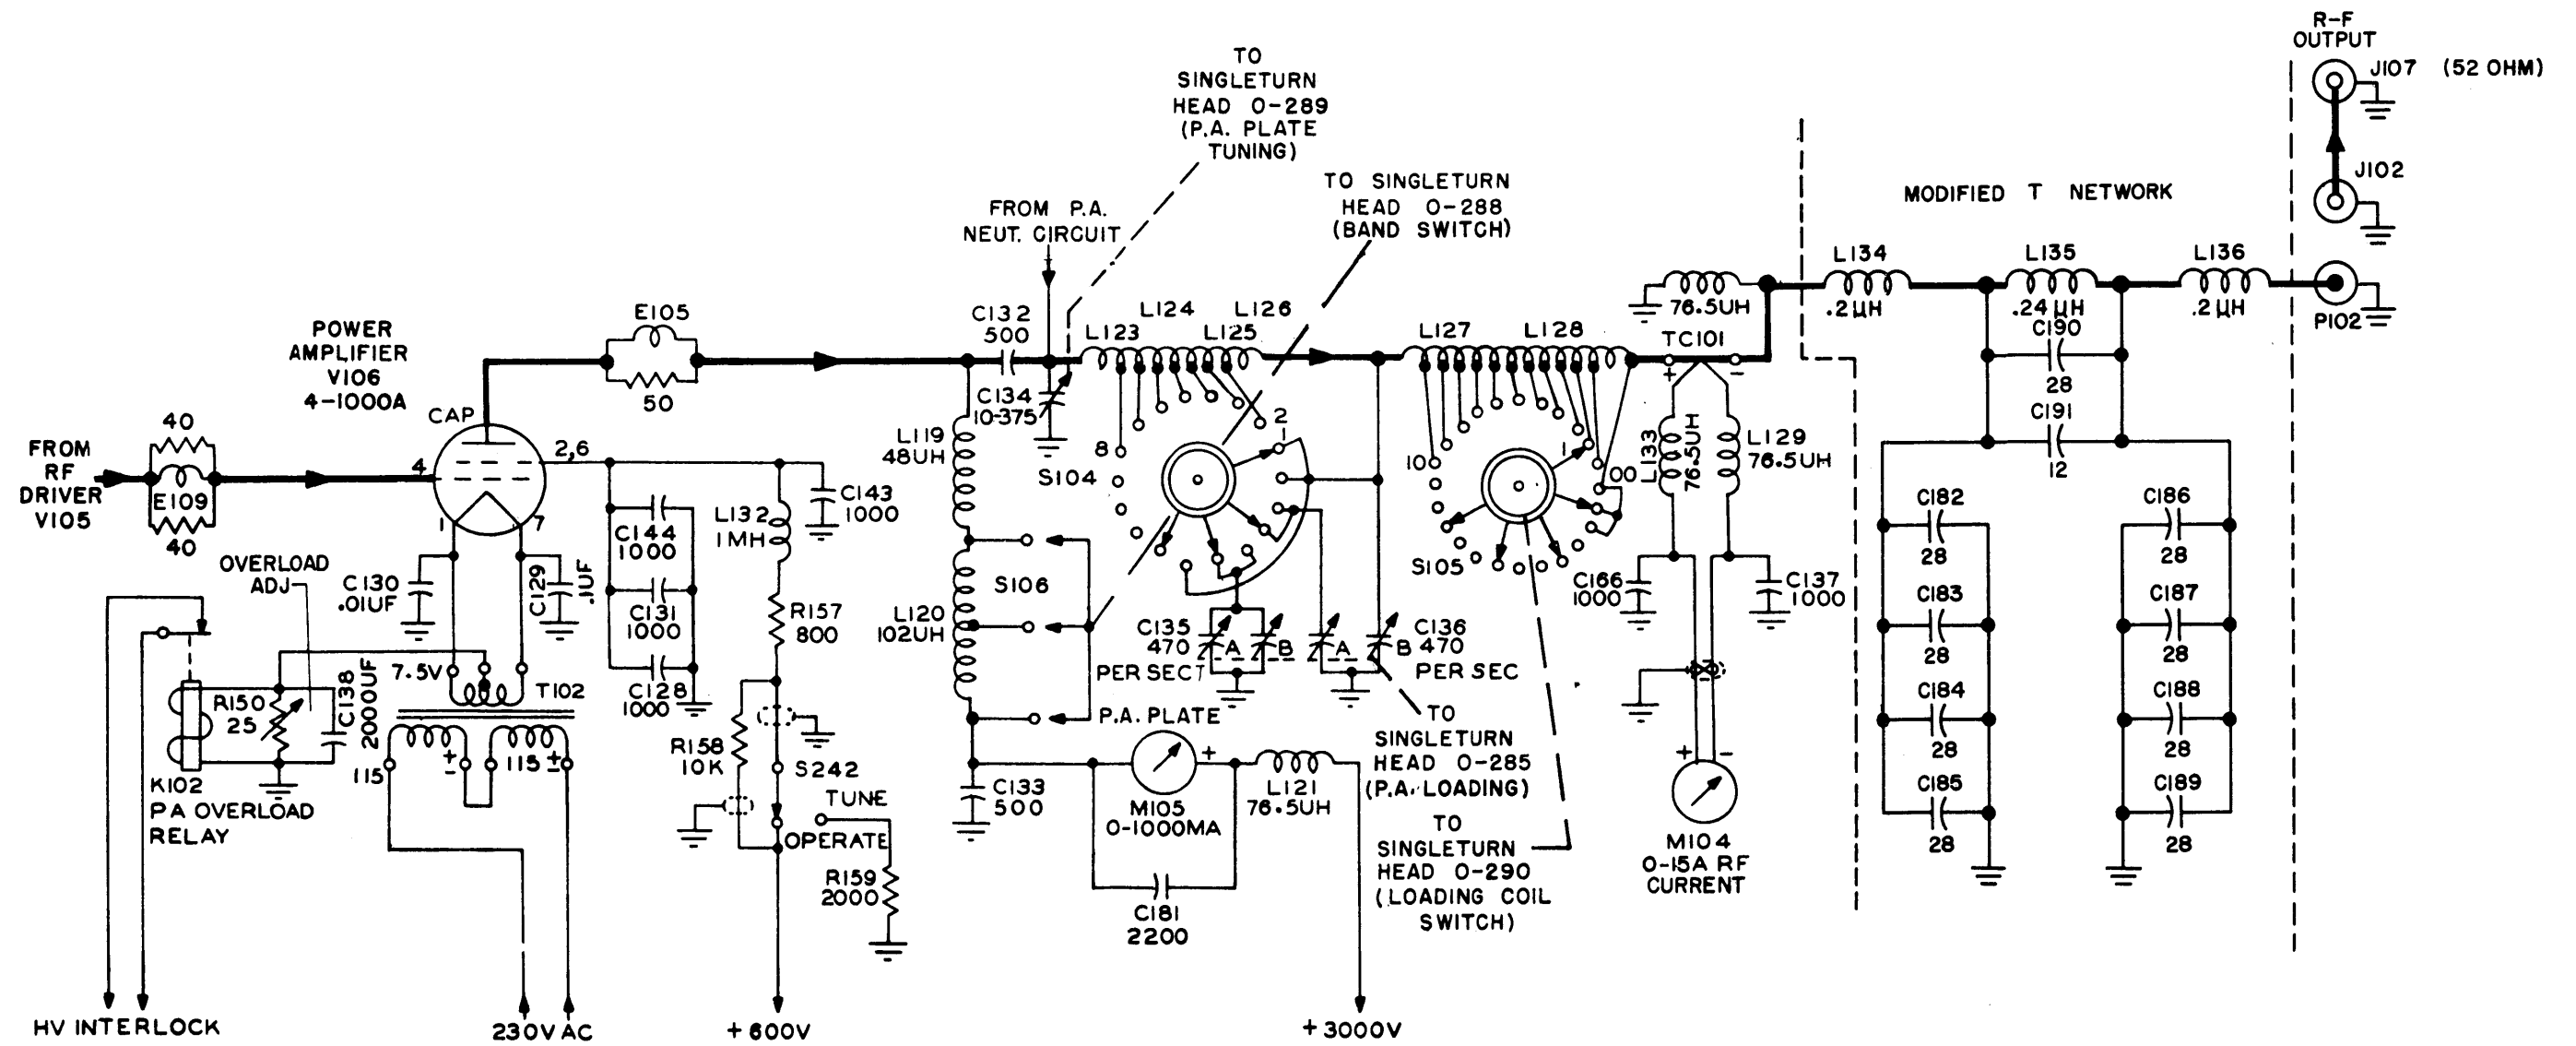 R-F
OUTPUT
J107 (52 OHM)
J102
P102
TO
SINGLETURN
HEAD O-289
(P.A. PLATE
TUNING)
TO SINGLETURN
HEAD O-288
(BAND SWITCH)
FROM P.A.
NEUT. CIRCUIT
MODIFIED T NETWORK
L134
.2µH
L135
.24µH
L136
.2µH
C190
28
C191
12
C182
28
C183
28
C184
28
C185
28
C186
28
C187
28
C188
28
C189
28
POWER
AMPLIFIER
V106
4-1000A
CAP
E105
50
C132
500
C134
10-375
L123
L124
L125
L126
L127
L128
76.5UH
TC101
+
-
FROM
RF
DRIVER
V105
40
E109
40
4
2,6
1
7
OVERLOAD
ADJ
C130
.01UF
C129
.1UF
C144
1000
C131
1000
C128
1000
L132
1MH
C143
1000
R157
800
R158
10K
S242
TUNE
OPERATE
R159
2000
L119
48UH
L120
102UH
S106
S104
8
2
1
S105
10
1
00
C135
470
PER SECT
A
B
A
B
C136
470
PER SEC
L133
76.5UH
L129
76.5UH
C166
1000
C137
1000
7.5V
T102
115
+
-
115
+
-
R150
25
C138
2000UF
K102
PA OVERLOAD
RELAY
P.A. PLATE
+
M105
0-1000MA
C133
500
L121
76.5UH
C181
2200
TO
SINGLETURN
HEAD O-285
(P.A. LOADING)
TO
SINGLETURN
HEAD O-290
(LOADING COIL
SWITCH)
+
-
M104
0-15A RF
CURRENT
HV INTERLOCK
230V AC
+600V
+3000V